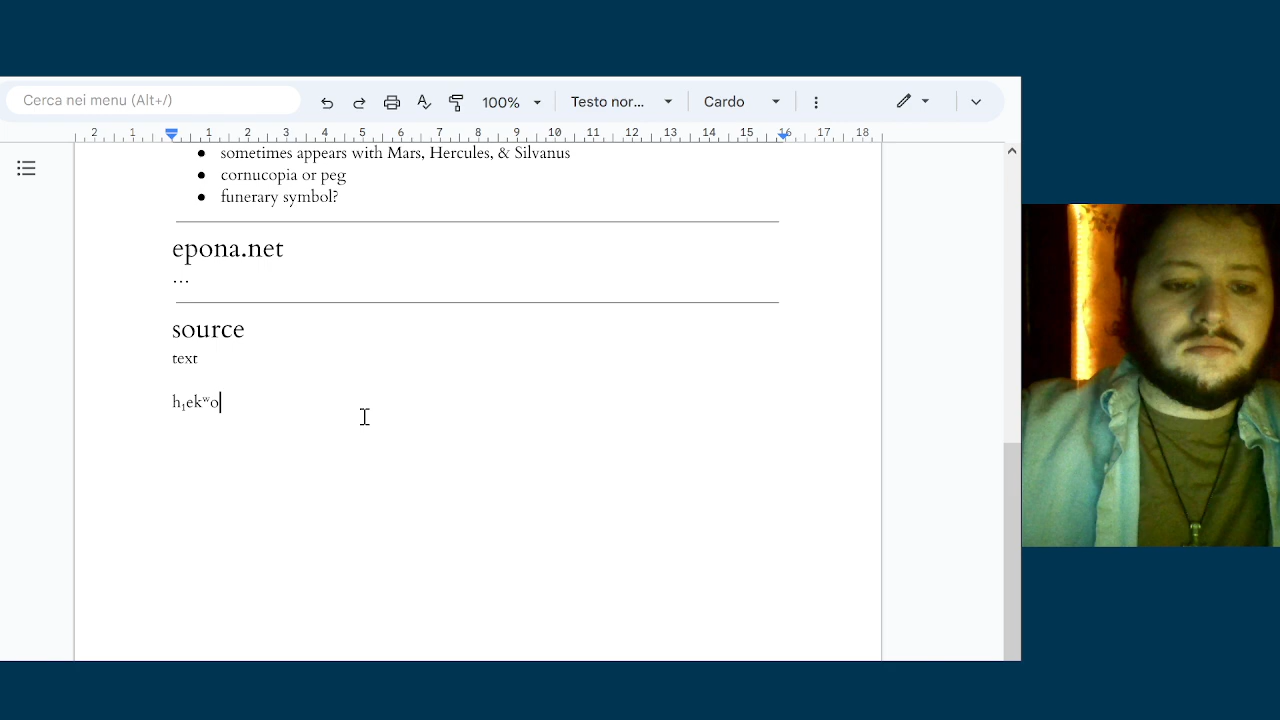 Cerca nei menu (Alt+/)
100%
Testo nor...
Cardo
2 1 1 2 3 4 5 6 7 8 9 10 11 12 13 14 15 16 17 18
● sometimes appears with Mars, Hercules, & Silvanus
● cornucopia or peg
● funerary symbol?
epona.net
...
source
text
h₁ekʷo